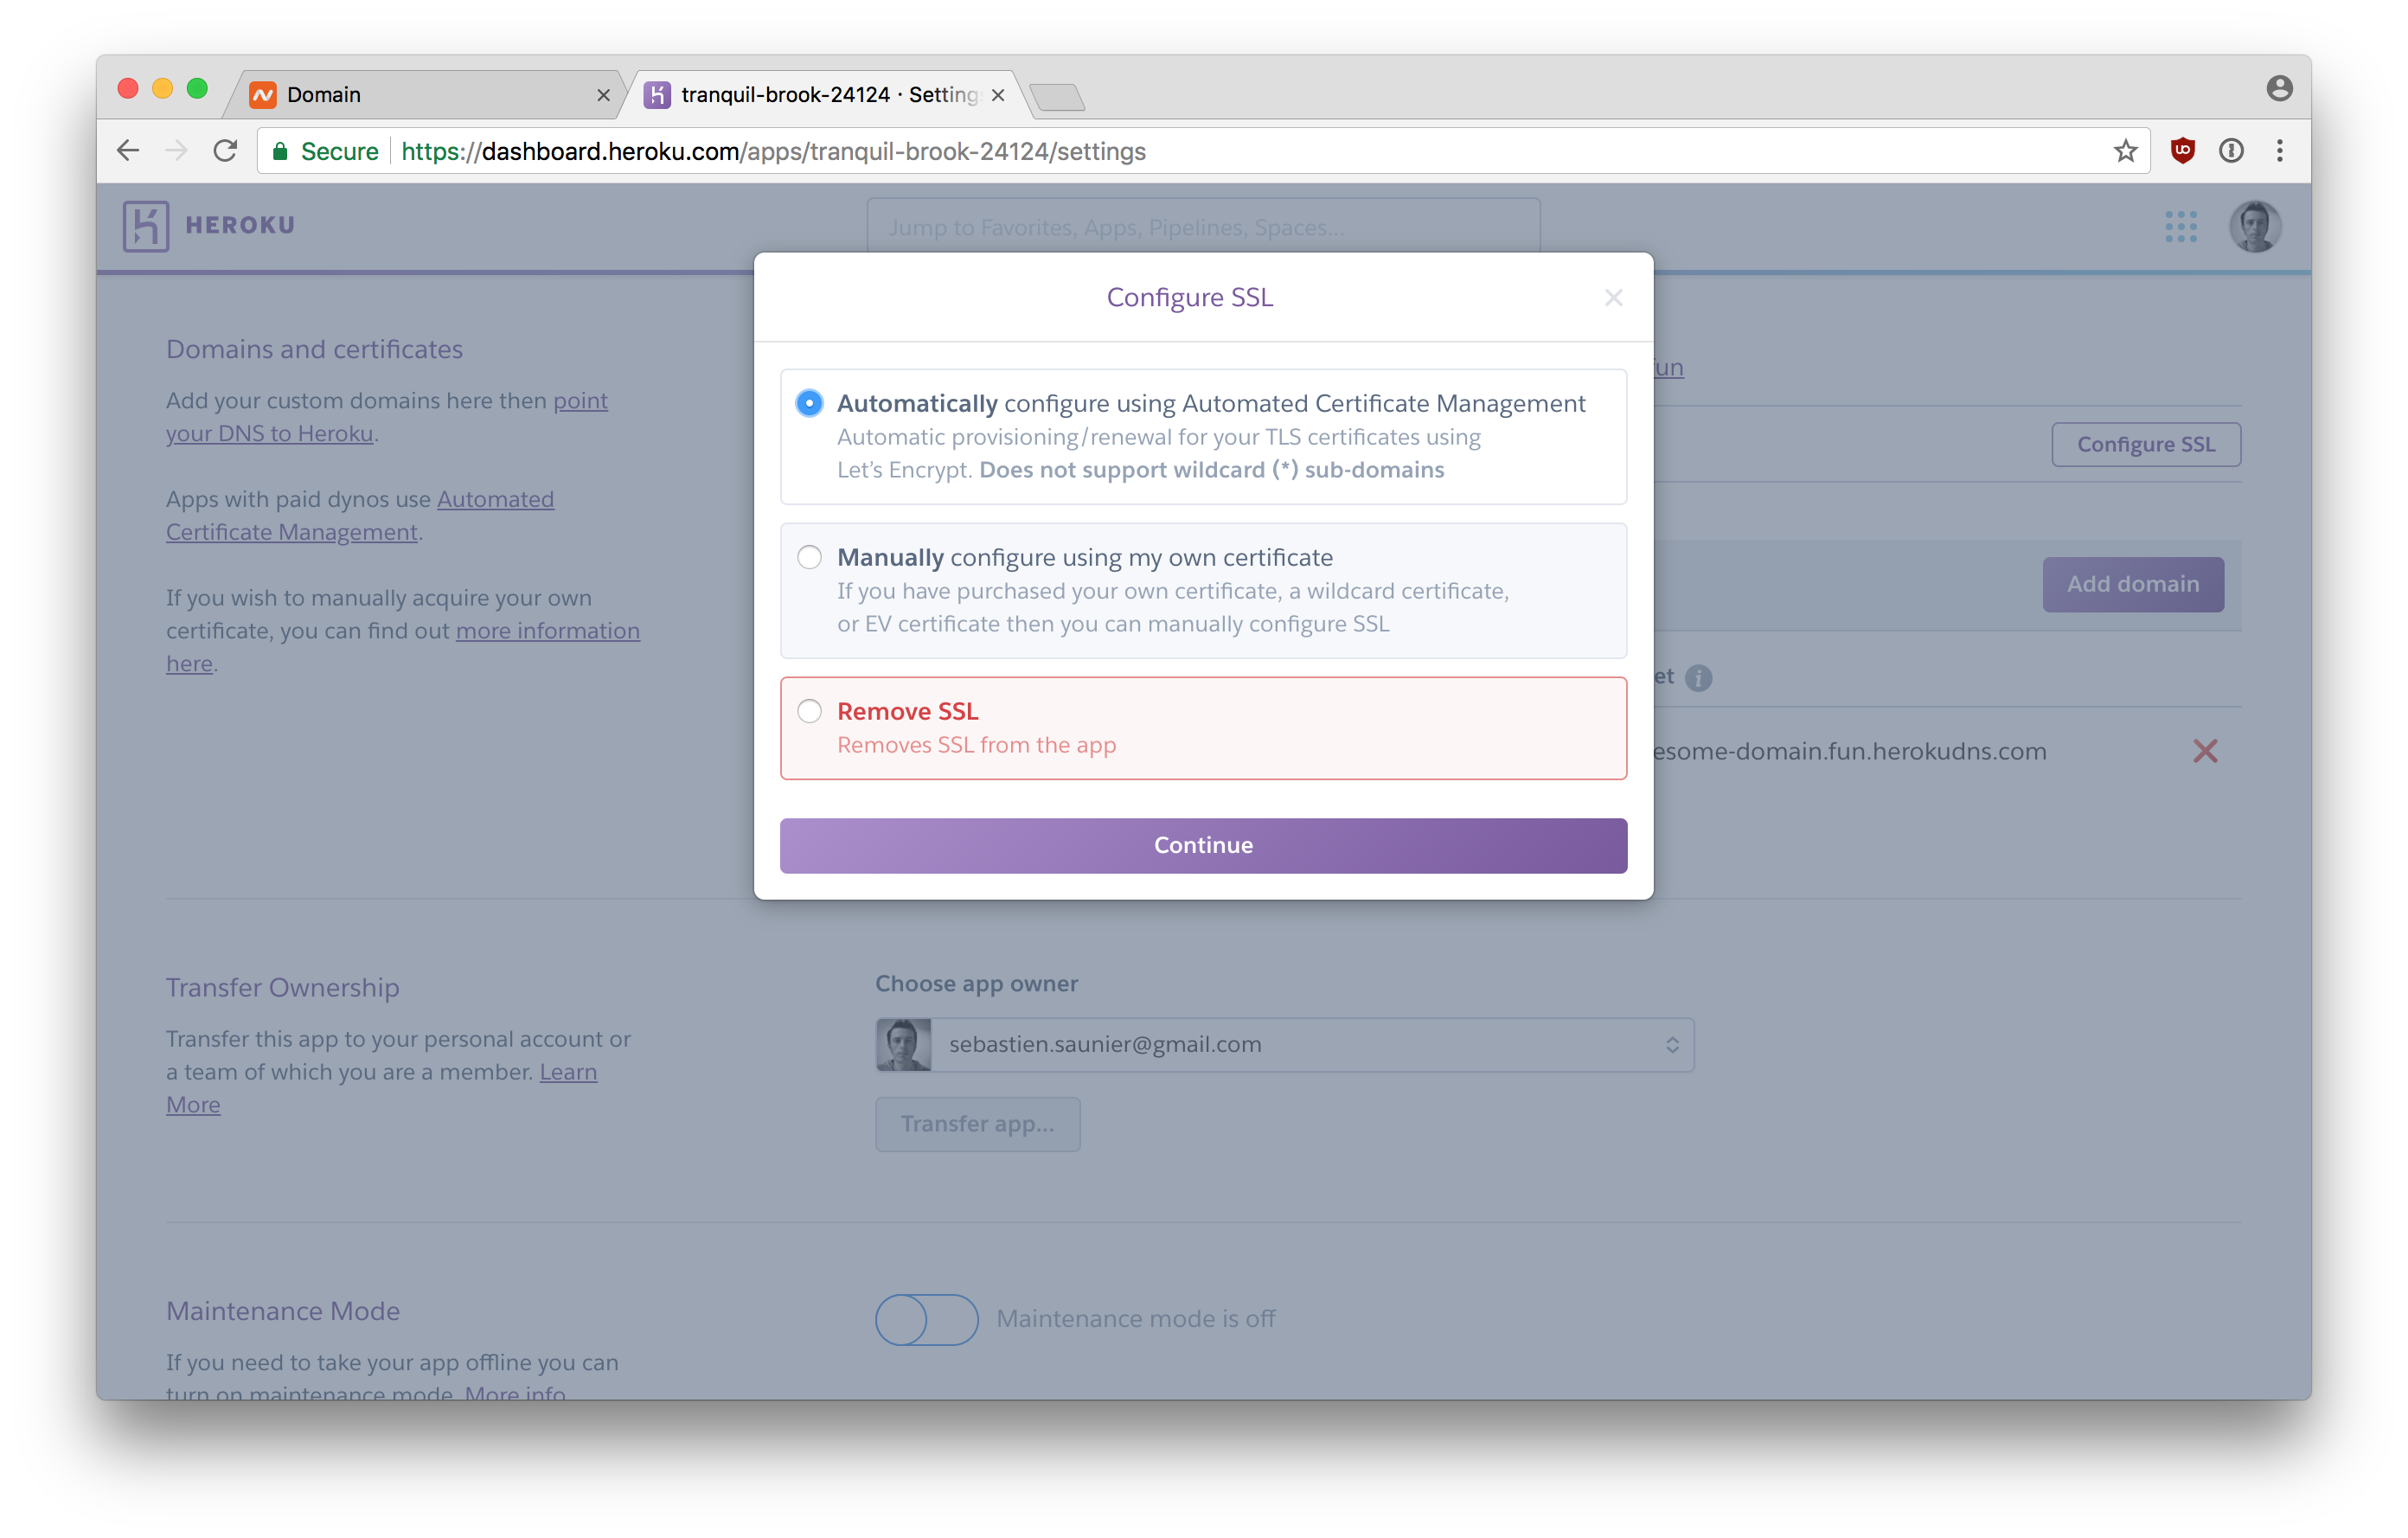 Domain
tranquil-brook-24124 · Setting
Secure
https://dashboard.heroku.com/apps/tranquil-brook-24124/settings
HEROKU
Jump to Favorites, Apps, Pipelines, Spaces...
Configure SSL
Domains and certificates
Add your custom domains here then point
your DNS to Heroku.
Apps with paid dynos use Automated
Certificate Management.
If you wish to manually acquire your own
certificate, you can find out more information
here.
Automatically configure using Automated Certificate Management
Automatic provisioning/renewal for your TLS certificates using
Let’s Encrypt. Does not support wildcard (*) sub-domains
Manually configure using my own certificate
If you have purchased your own certificate, a wildcard certificate,
or EV certificate then you can manually configure SSL
Remove SSL
Removes SSL from the app
Continue
fun
Configure SSL
Add domain
et
esome-domain.fun.herokudns.com
Transfer Ownership
Transfer this app to your personal account or
a team of which you are a member. Learn
More
Choose app owner
sebastien.saunier@gmail.com
Transfer app...
Maintenance Mode
If you need to take your app offline you can
turn on maintenance mode. More info
Maintenance mode is off